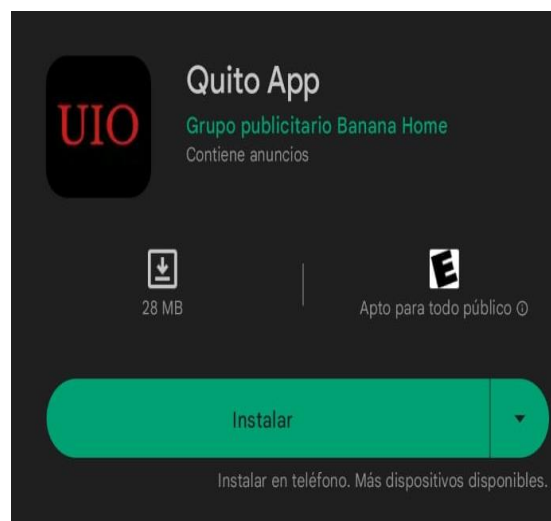 UIO
Quito App
Grupo publicitario Banana Home
Contiene anuncios
E
28 MB
Apto para todo público
Instalar
Instalar en teléfono. Más dispositivos disponibles.